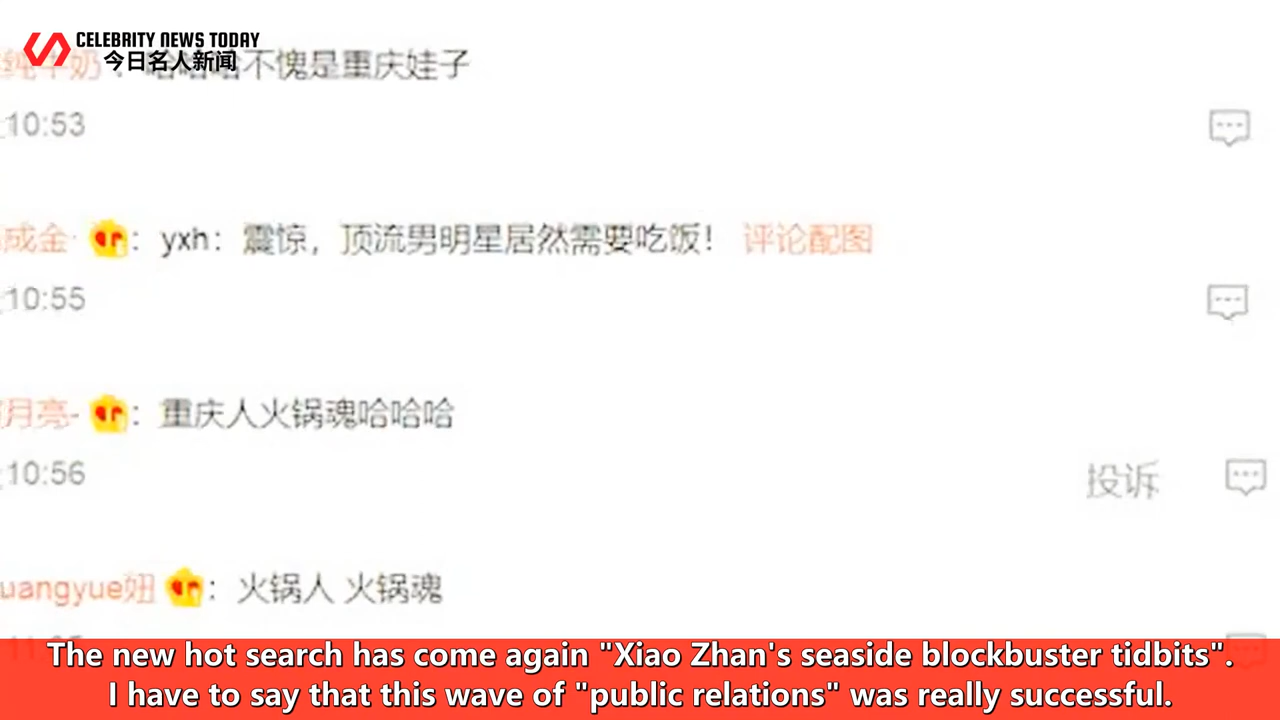 CELEBRITY NEWS TODAY
今日名人新闻
哈哈哈不愧是重庆娃子
10:53
成金 : yxh：震惊，顶流男明星居然需要吃饭！ 评论配图
10:55
月亮- : 重庆人火锅魂哈哈哈
10:56
投诉
uangyue妞 : 火锅人 火锅魂
The new hot search has come again "Xiao Zhan's seaside blockbuster tidbits".
I have to say that this wave of "public relations" was really successful.